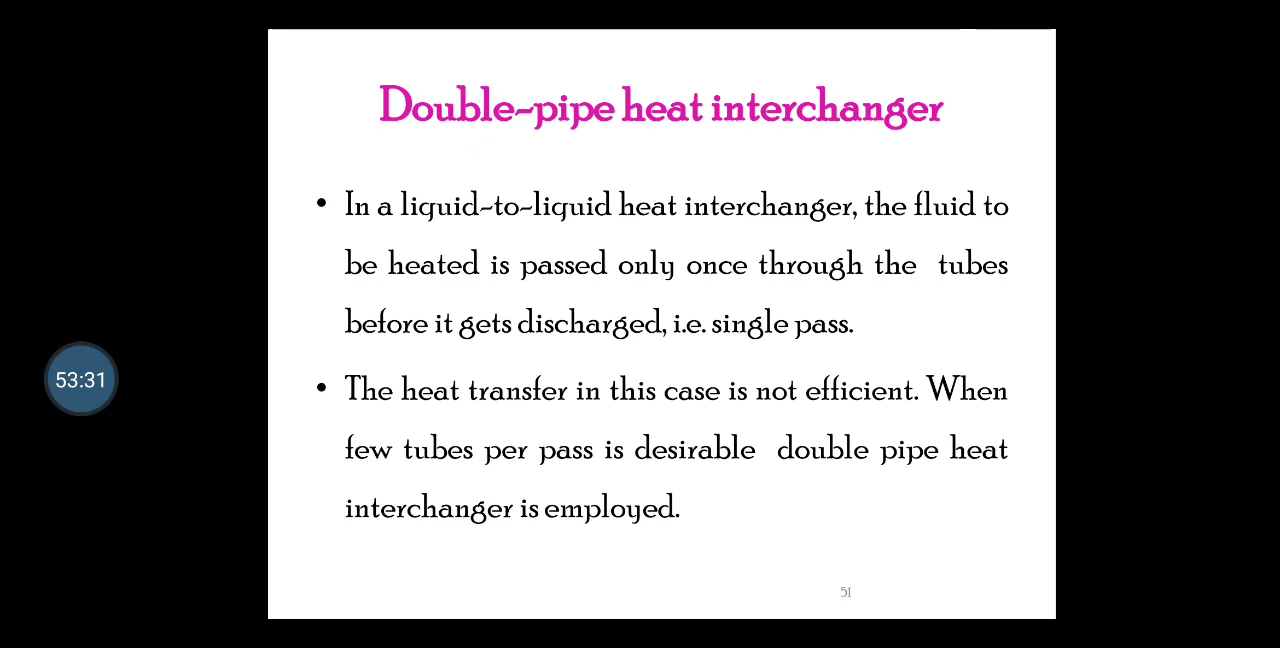 Double-pipe heat interchanger
• In a liquid-to-liquid heat interchanger, the fluid to
be heated is passed only once through the tubes
before it gets discharged, i.e. single pass.
• The heat transfer in this case is not efficient. When
few tubes per pass is desirable double pipe heat
interchanger is employed.
53:31
51